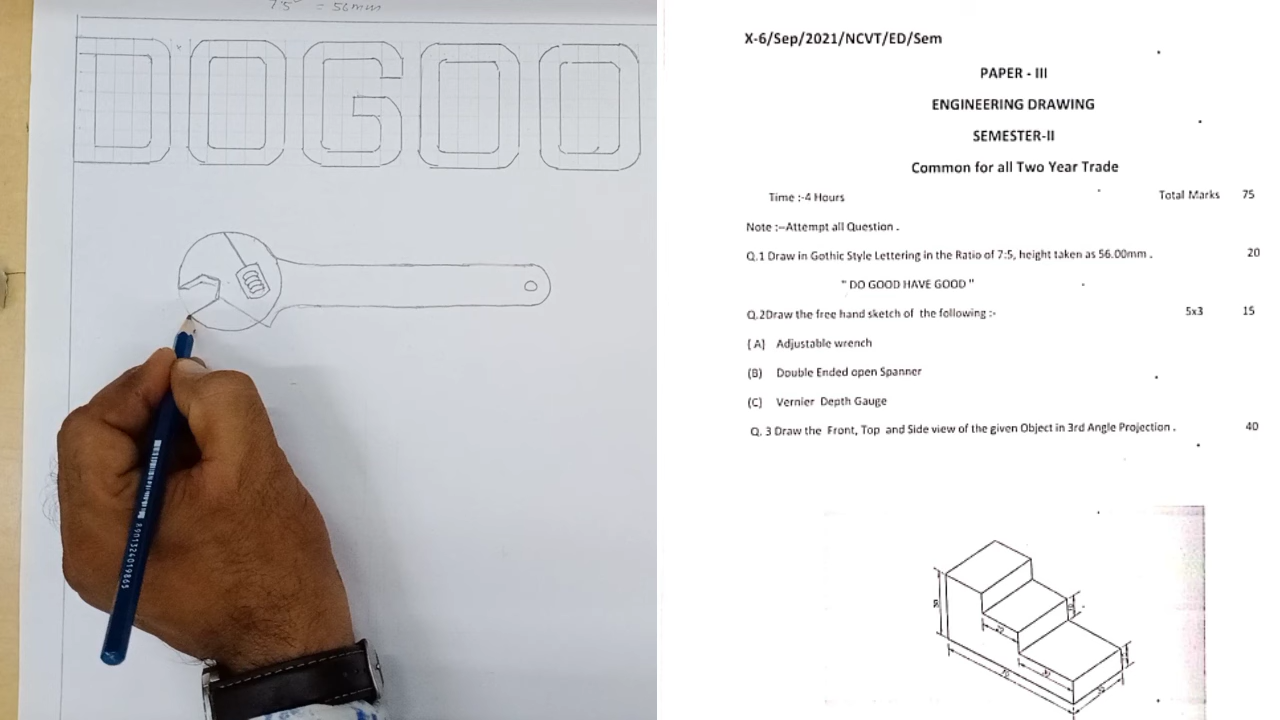 7:5 = 56mm
DOGOO
8901324019865
X-6/Sep/2021/NCVT/ED/Sem
PAPER - III
ENGINEERING DRAWING
SEMESTER-II
Common for all Two Year Trade
Time :-4 Hours Total Marks 75
Note :-Attempt all Question .
Q.1 Draw in Gothic Style Lettering in the Ratio of 7:5, height taken as 56.00mm . 20
" DO GOOD HAVE GOOD "
Q.2Draw the free hand sketch of the following :- 5x3 15
(A) Adjustable wrench
(B) Double Ended open Spanner
(C) Vernier Depth Gauge
Q. 3 Draw the Front, Top and Side view of the given Object in 3rd Angle Projection . 40